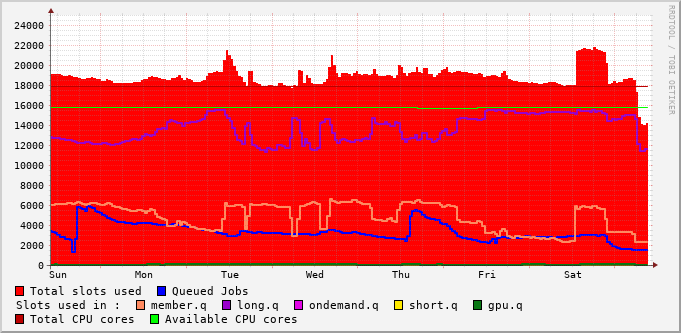 24000
22000
20000
18000
16000
14000
12000
10000
8000
6000
4000
2000
0
Sun Mon Tue Wed Thu Fri Sat
RRDTOOL / TOBI OETIKER
Total slots used Queued Jobs
Slots used in : member.q long.q ondemand.q short.q gpu.q
Total CPU cores Available CPU cores